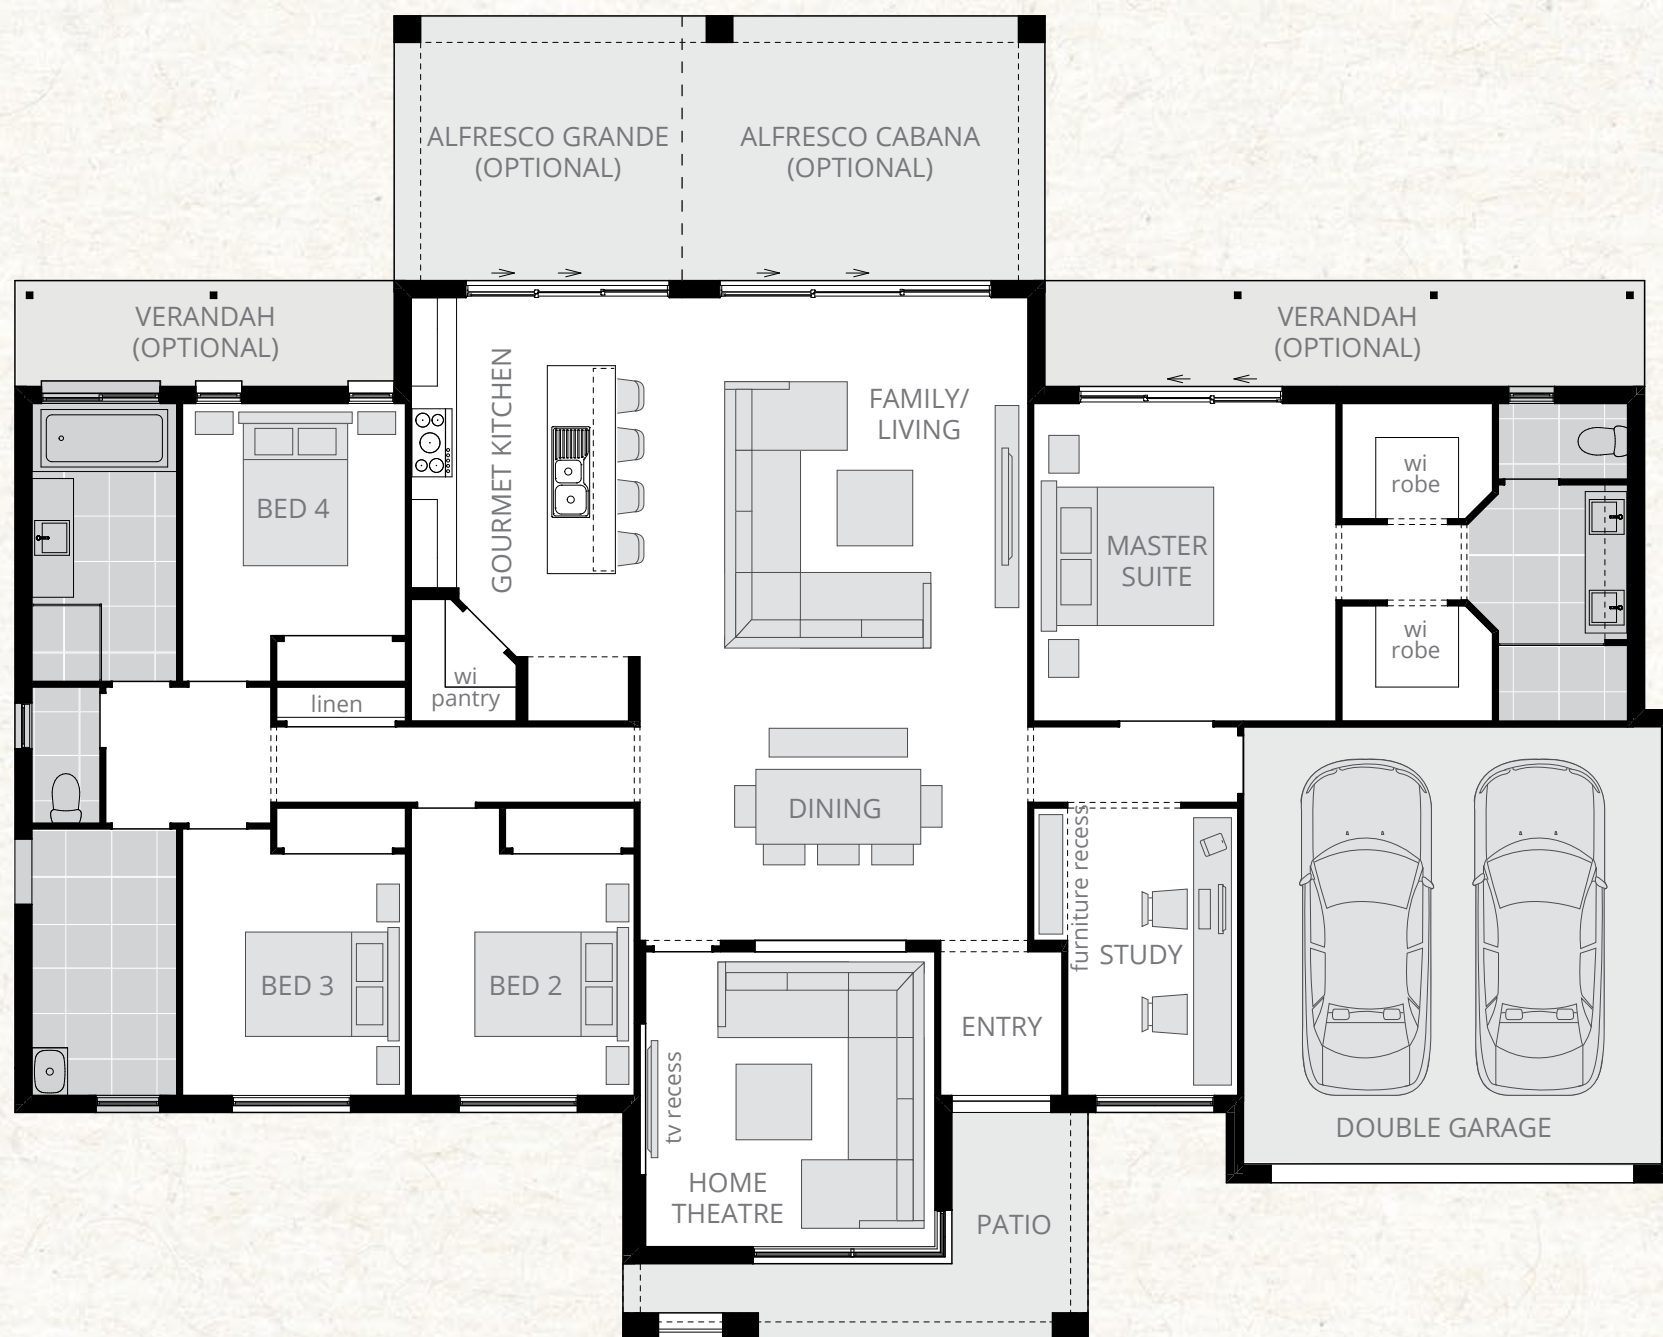 ALFRESCO GRANDE
(OPTIONAL)
ALFRESCO CABANA
(OPTIONAL)
VERANDAH
(OPTIONAL)
VERANDAH
(OPTIONAL)
GOURMET KITCHEN
FAMILY/
LIVING
BED 4
MASTER
SUITE
wi
robe
wi
robe
linen
wi
pantry
DINING
furniture recess
STUDY
BED 3
BED 2
ENTRY
tv recess
HOME
THEATRE
PATIO
DOUBLE GARAGE